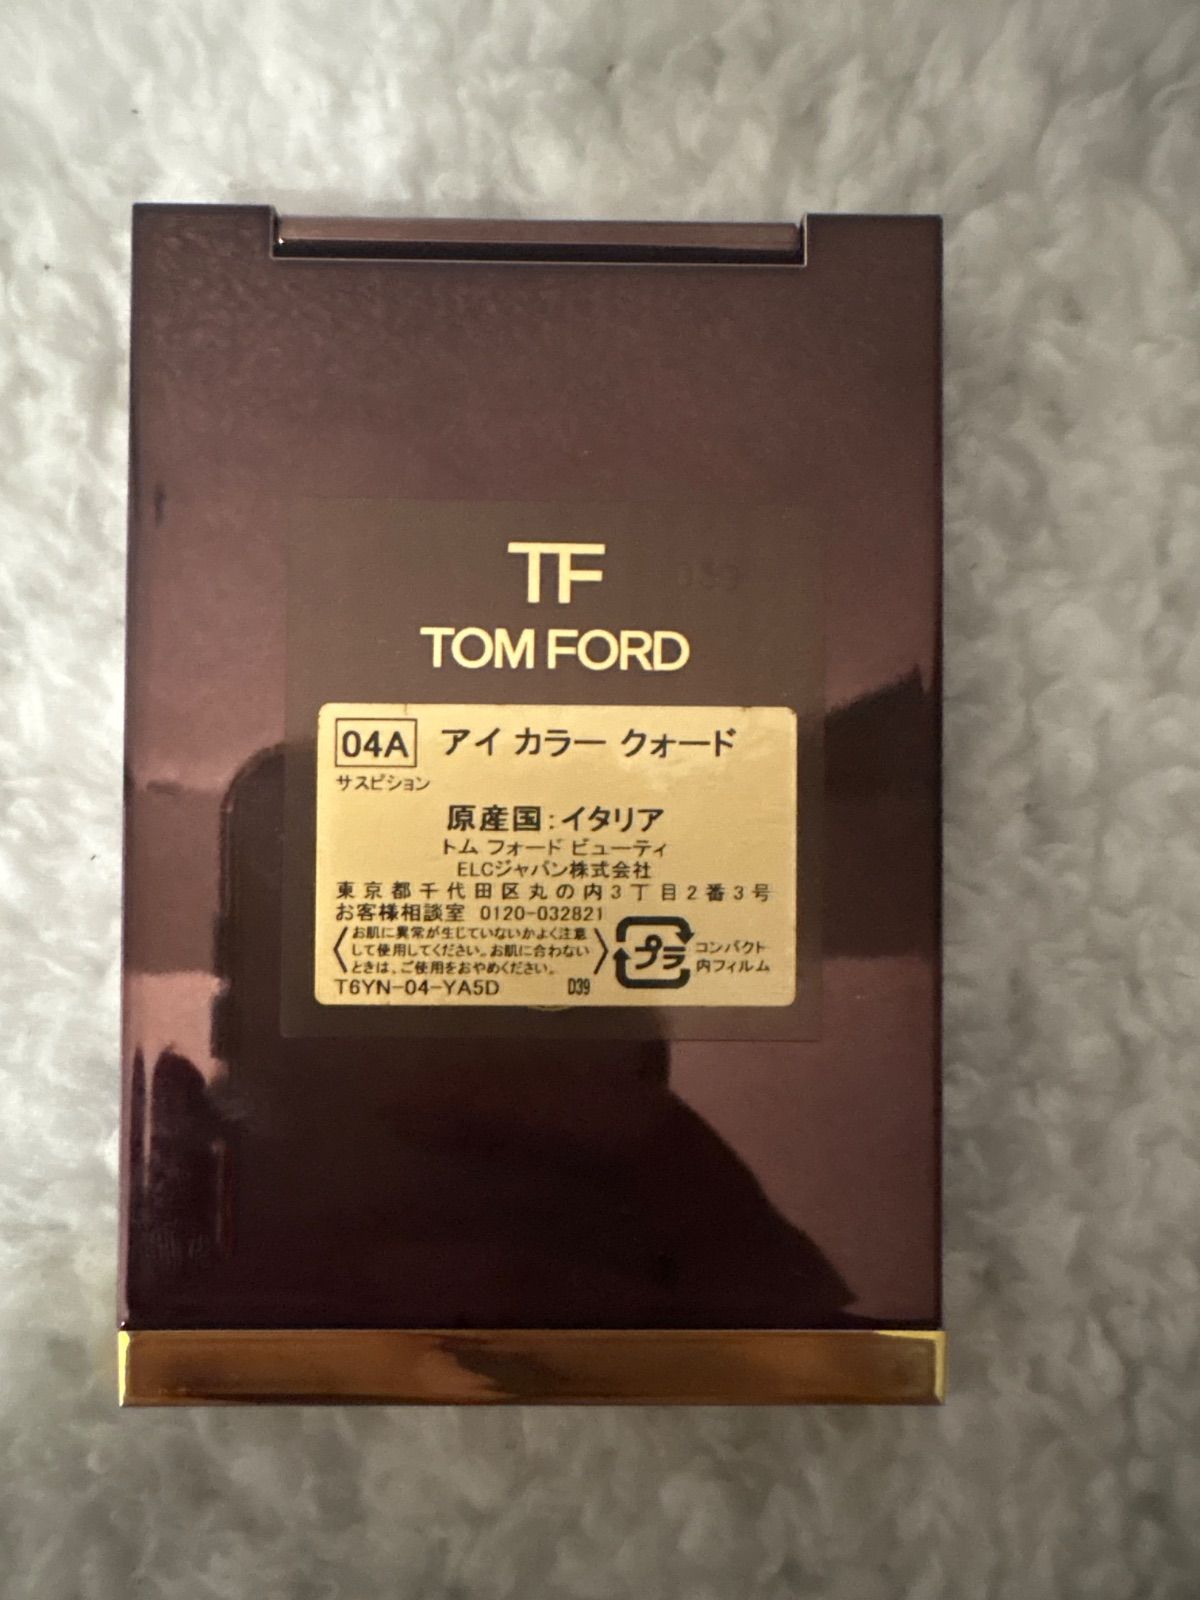 TF
TOM FORD
04A アイ カラー クォード
サスピション
原産国:イタリア
トム フォード ビューティ
ELCジャパン株式会社
東京都千代田区丸の内3丁目2番3号
お客様相談室 0120-032821
お肌に異常が生じていないかよく注意
して使用してください。お肌に合わない
ときは、ご使用をおやめください。
プラ コンパクト
内フィルム
T6YN-04-YA5D D39